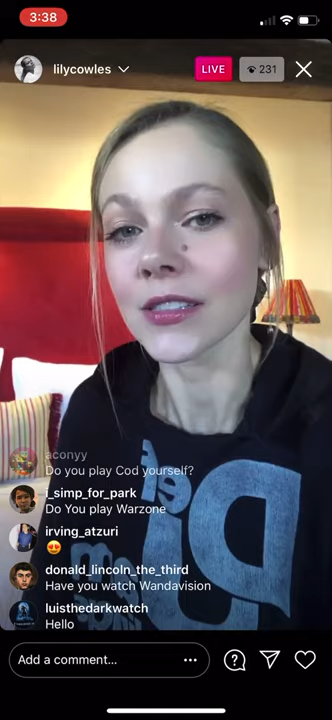 3:38
lilycowles
LIVE
231
aconyy
Do you play Cod yourself?
i_simp_for_park
Do You play Warzone
irving_atzuri
donald_lincoln_the_third
Have you watch Wandavision
luisthedarkwatch
Hello
Add a comment...